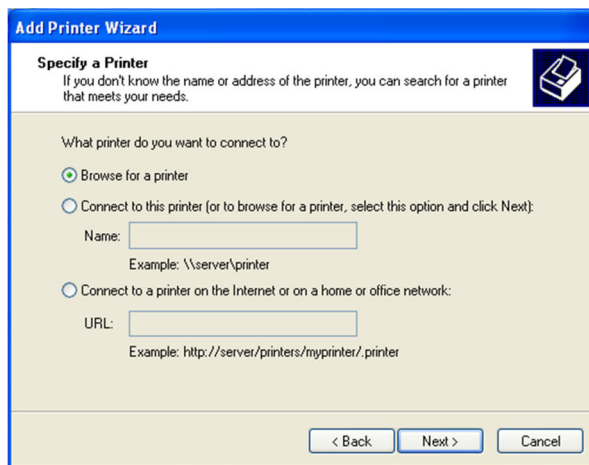 Add Printer Wizard
Specify a Printer
If you don't know the name or address of the printer, you can search for a printer
that meets your needs.
What printer do you want to connect to?
Browse for a printer
Connect to this printer (or to browse for a printer, select this option and click Next):
Name:
Example: \\server\printer
Connect to a printer on the Internet or on a home or office network:
URL:
Example: http://server/printers/myprinter/.printer
< Back Next > Cancel